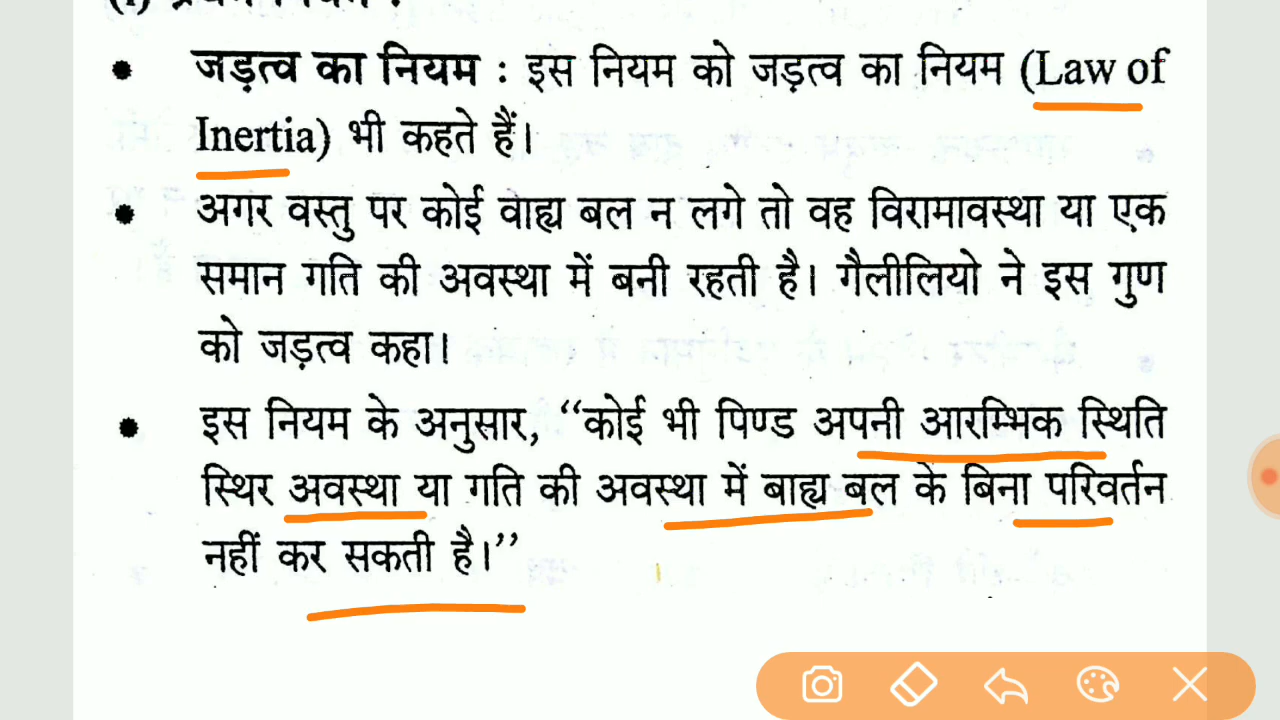 (i) प्रथम नियम :
जड़त्व का नियम : इस नियम को जड़त्व का नियम (Law of
Inertia) भी कहते हैं।
अगर वस्तु पर कोई वाह्य बल न लगे तो वह विरामावस्था या एक
समान गति की अवस्था में बनी रहती है। गैलीलियो ने इस गुण
को जड़त्व कहा।
इस नियम के अनुसार, ‘‘कोई भी पिण्ड अपनी आरम्भिक स्थिति
स्थिर अवस्था या गति की अवस्था में बाह्य बल के बिना परिवर्तन
नहीं कर सकती है।’’